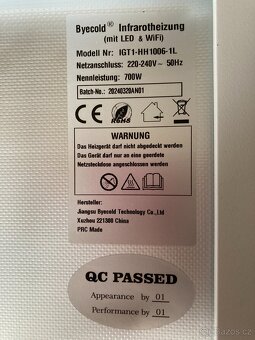 Byecold® Infrarotheizung
(mit LED & WiFi)
Modell Nr: IGT1-HH1006-1L
Netzanschluss: 220-240V~ 50Hz
Nennleistung: 700W
Batch-No.: 20240320AN01
CE RoHS
WARNUNG
Das Heizgerät darf nicht abgedeckt werden
Das Gerät darf nur an eine geerdete
Netzsteckdose angeschlossen werden
Hersteller:
Jiangsu Byecold Technology Co.,Ltd
Xuzhou 221300 China
PRC Made
QC PASSED
Appearance by 01
Performance by 01